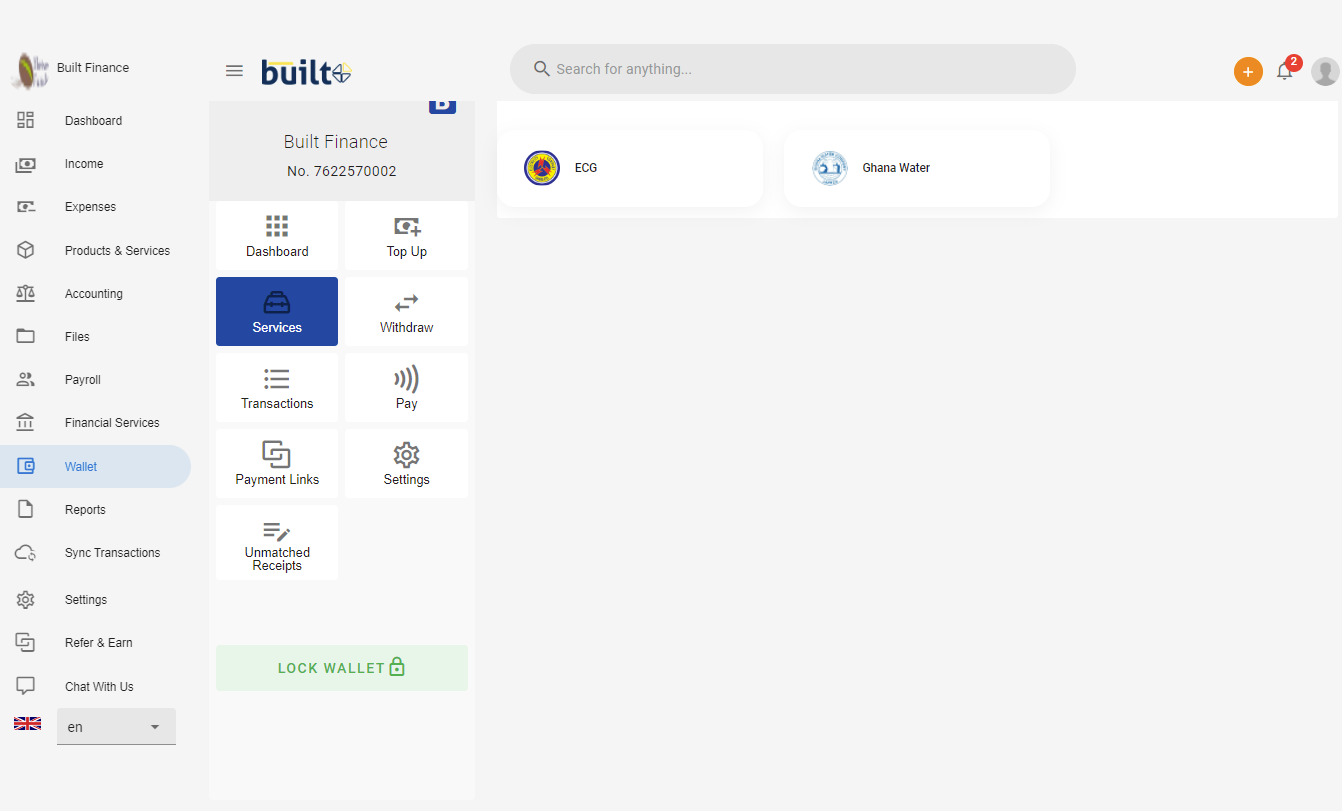 Built Finance
Dashboard
Income
Expenses
Products & Services
Accounting
Files
Payroll
Financial Services
Wallet
Reports
Sync Transactions
Settings
Refer & Earn
Chat With Us
en
built
Search for anything...
2
B
Built Finance
No. 7622570002
Dashboard
Top Up
Services
Withdraw
Transactions
Pay
Payment Links
Settings
Unmatched
Receipts
LOCK WALLET
ECG
Ghana Water